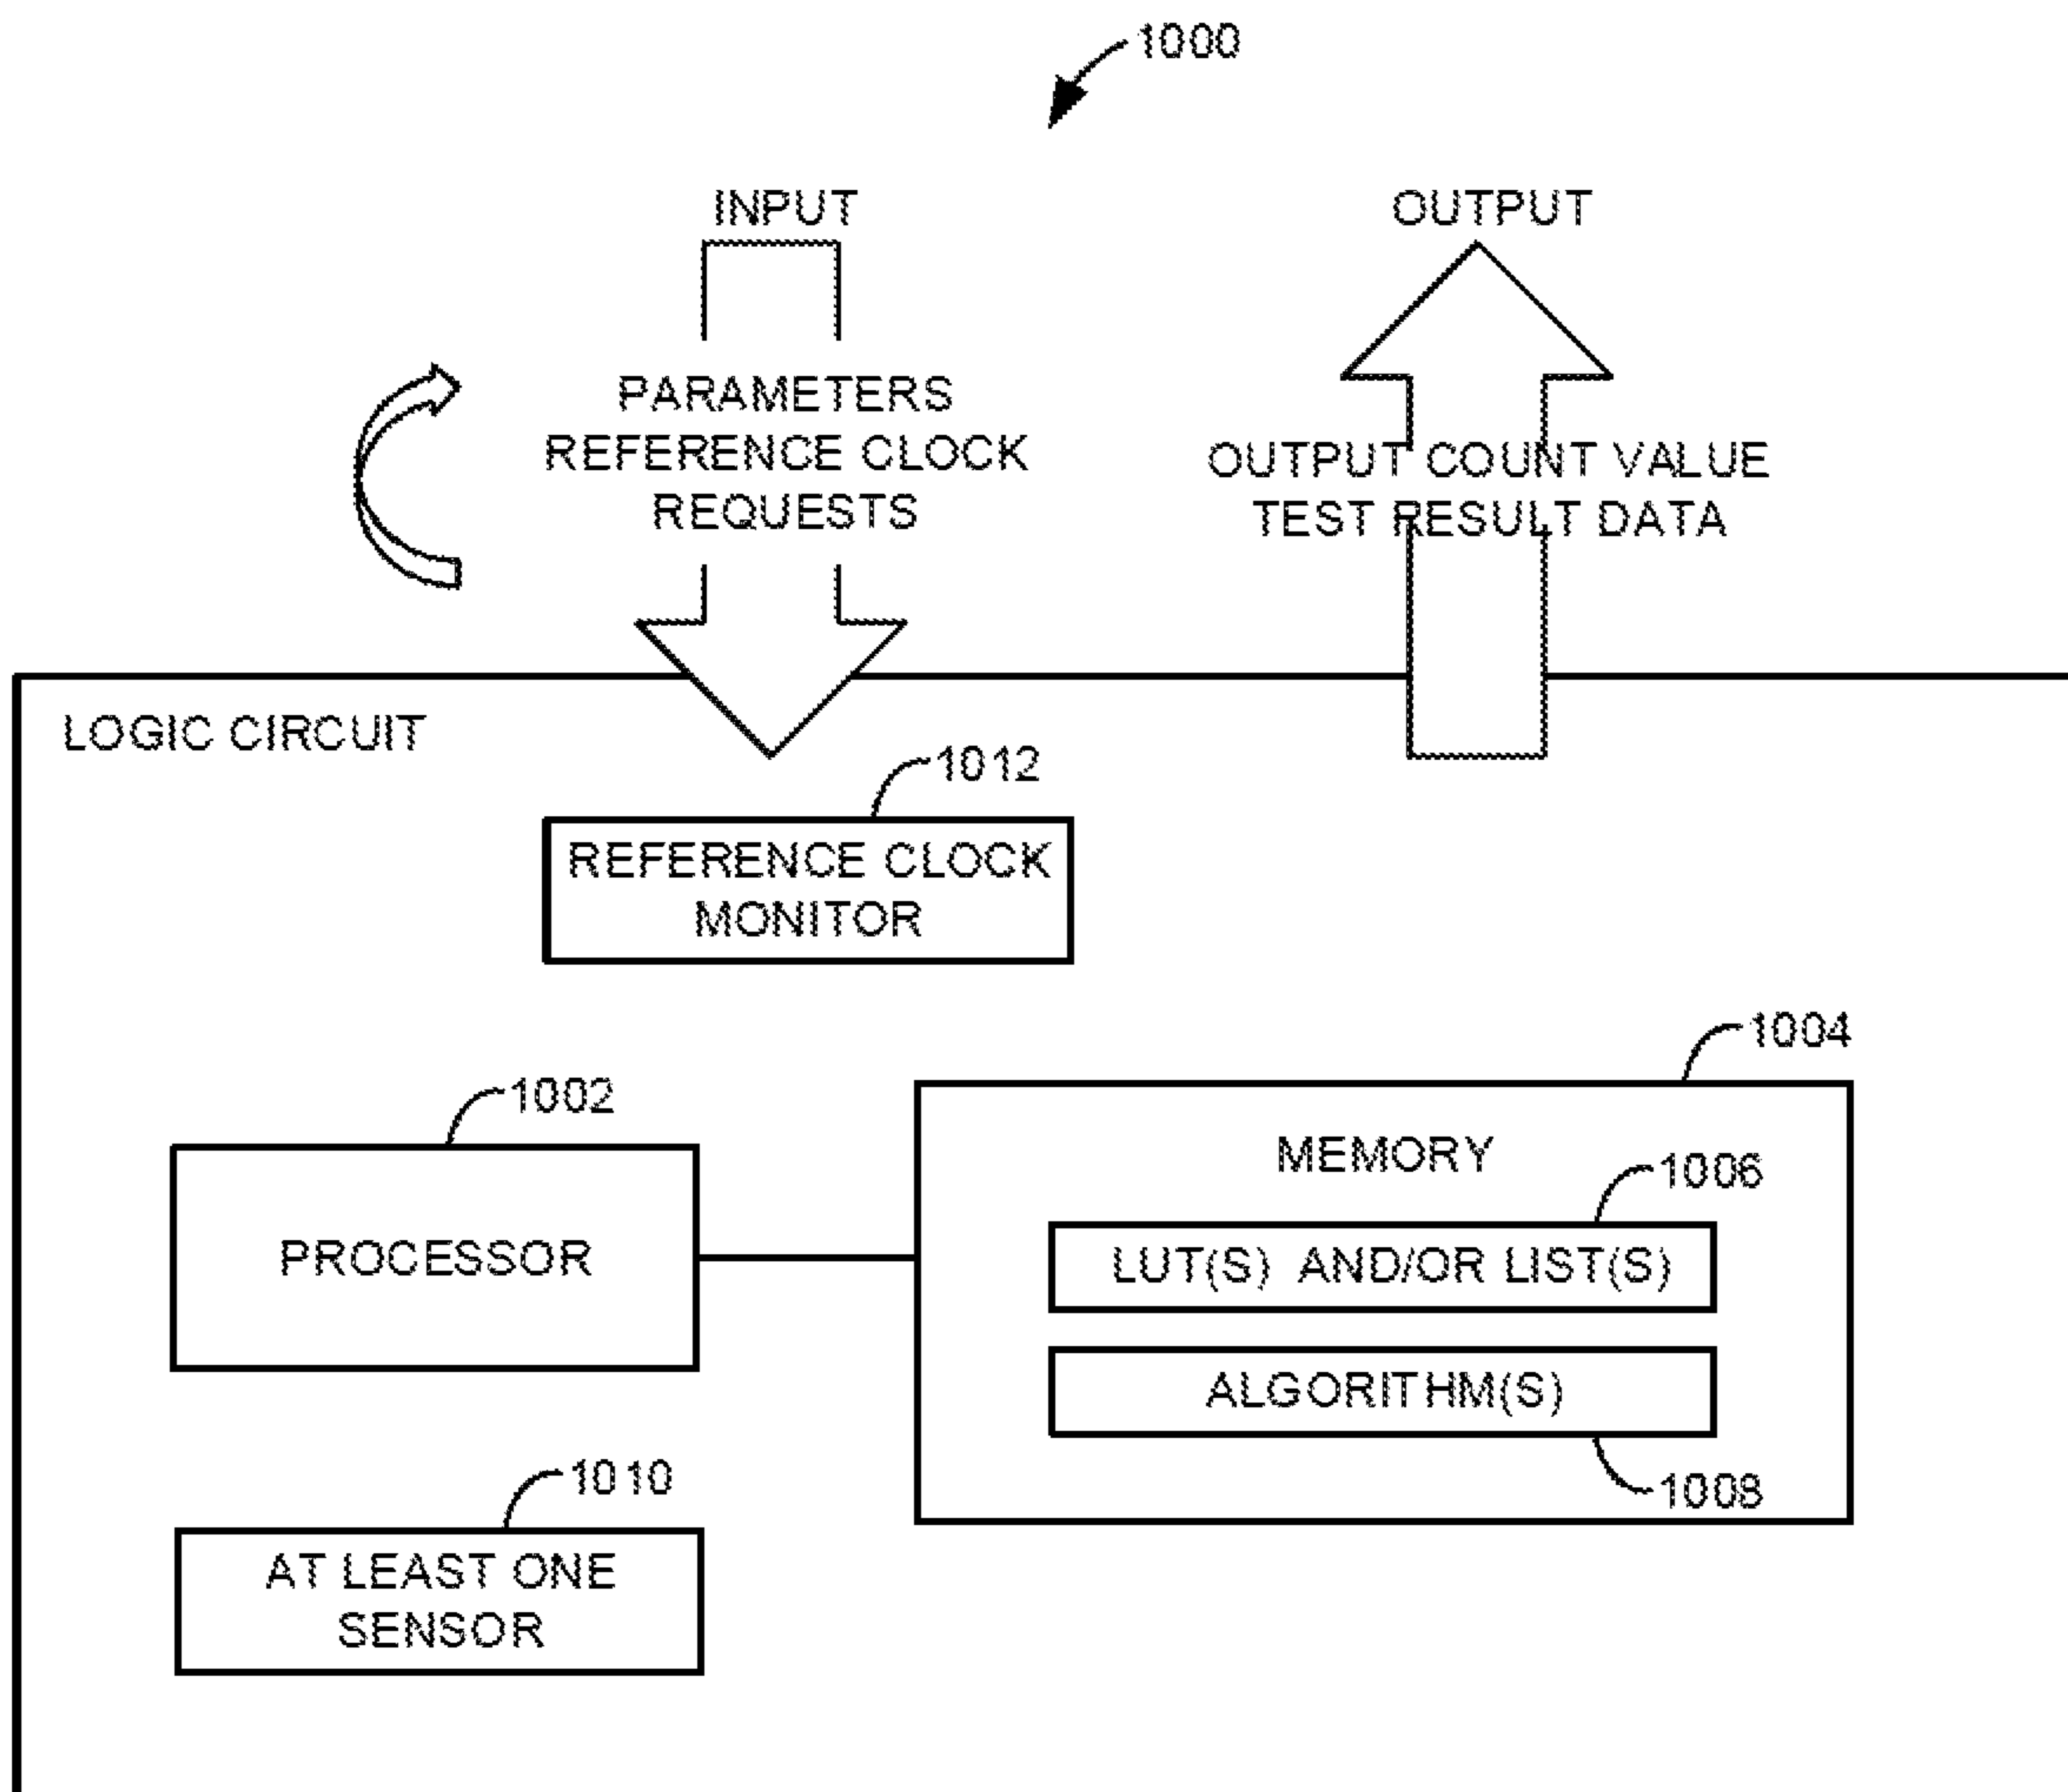 1000
INPUT
OUTPUT
PARAMETERS
REFERENCE CLOCK
REQUESTS
OUTPUT COUNT VALUE
TEST RESULT DATA
LOGIC CIRCUIT
1012
REFERENCE CLOCK
MONITOR
1004
1002
MEMORY
1006
PROCESSOR
LUT(S) AND/OR LIST(S)
ALGORITHM(S)
1008
1010
AT LEAST ONE
SENSOR